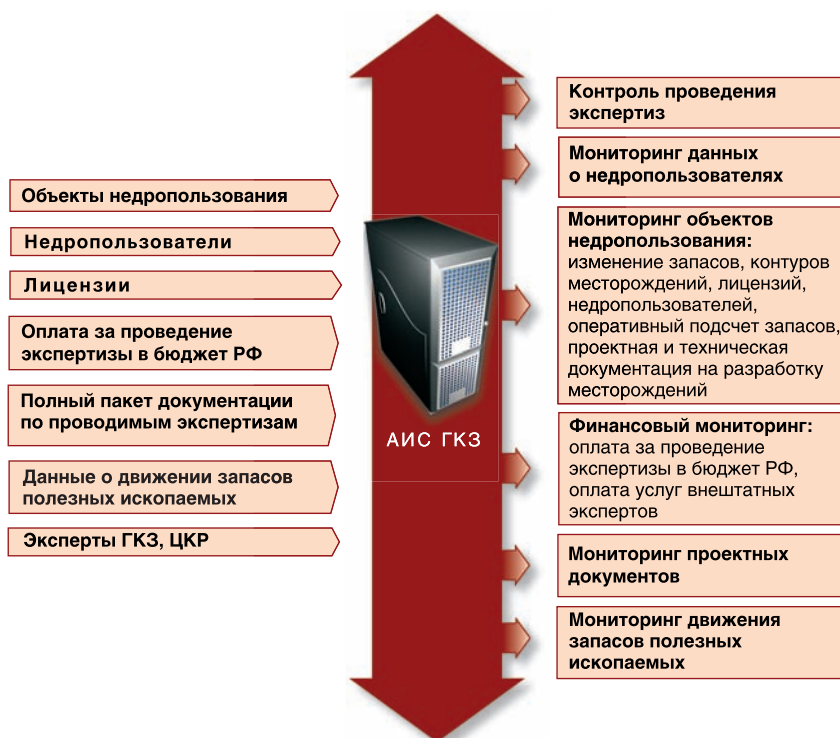 Объекты недропользования
Недропользователи
Лицензии
Оплата за проведение
экспертизы в бюджет РФ
Полный пакет документации
по проводимым экспертизам
Данные о движении запасов
полезных ископаемых
Эксперты ГКЗ, ЦКР
АИС ГКЗ
Контроль проведения
экспертиз
Мониторинг данных
о недропользователях
Мониторинг объектов
недропользования:
изменение запасов, контуров
месторождений, лицензий,
недропользователей,
оперативный подсчет запасов,
проектная и техническая
документация на разработку
месторождений
Финансовый мониторинг:
оплата за проведение
экспертизы в бюджет РФ,
оплата услуг внештатных
экспертов
Мониторинг проектных
документов
Мониторинг движения
запасов полезных
ископаемых